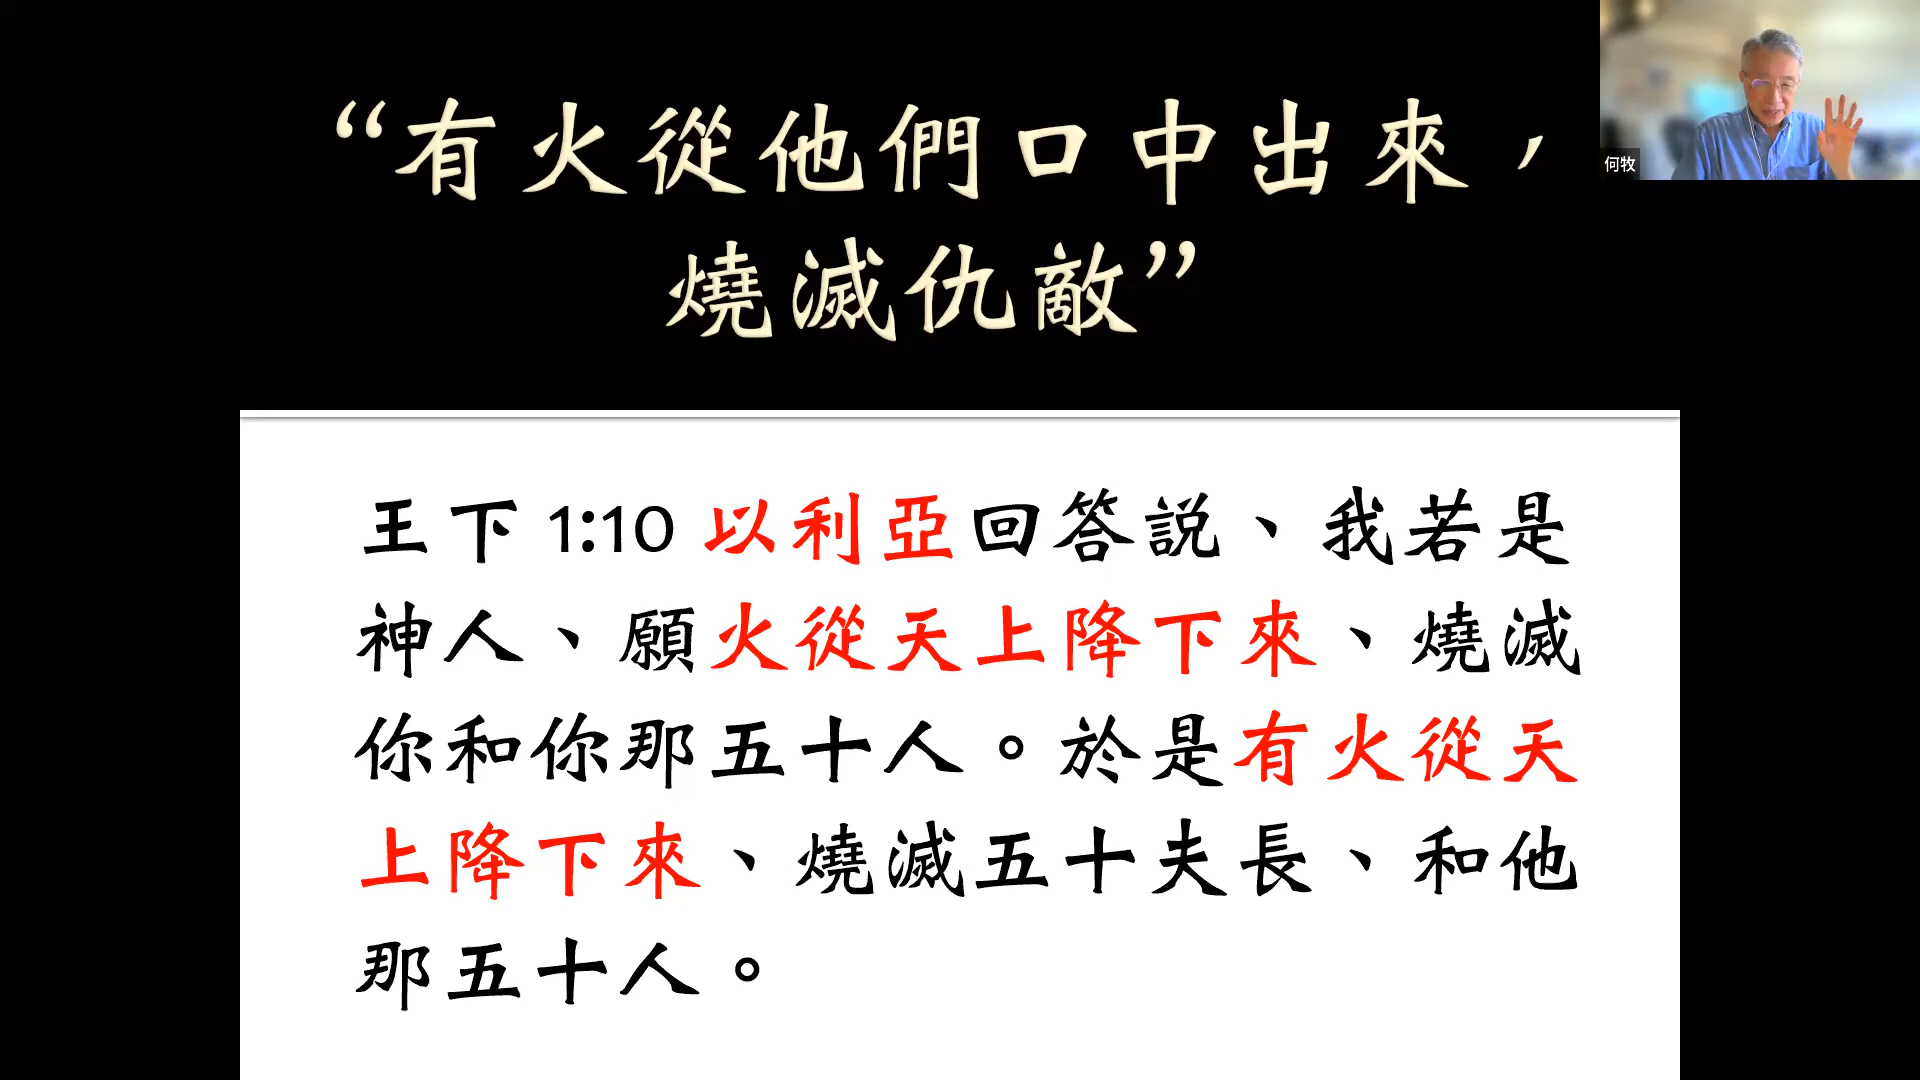 “有火從他們口中出來，
燒滅仇敵”
何牧
王下 1:10 以利亞回答説、我若是
神人、願火從天上降下來、燒滅
你和你那五十人。於是有火從天
上降下來、燒滅五十夫長、和他
那五十人。